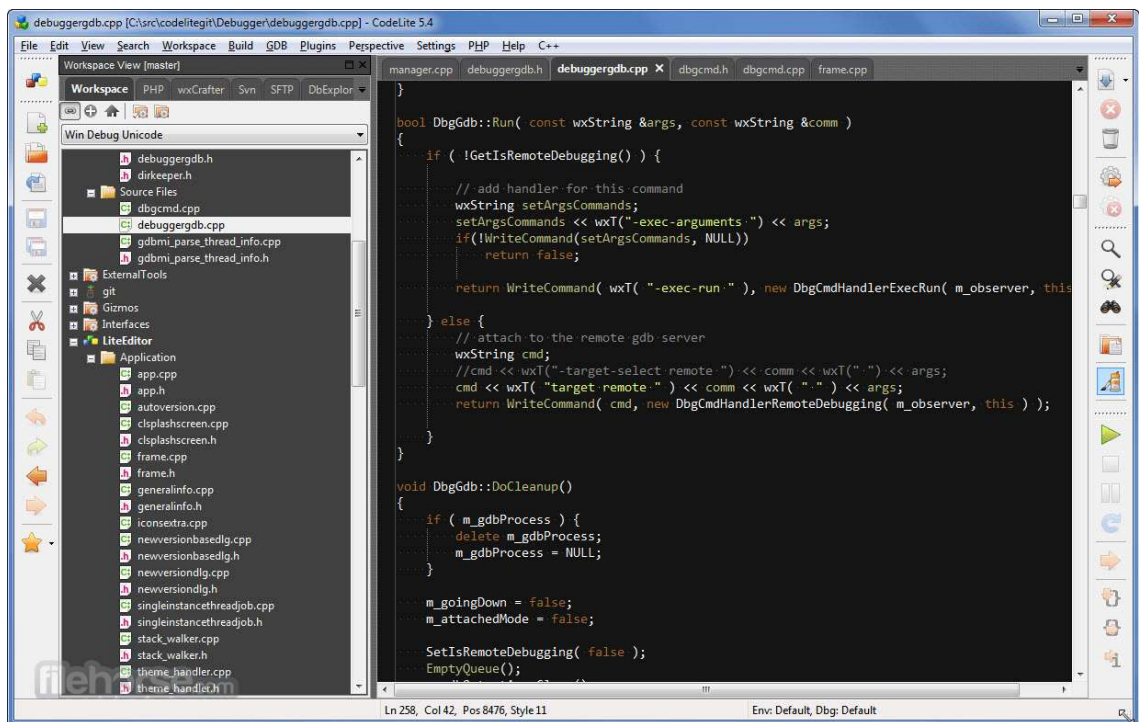 debuggergdb.cpp [C:\src\codelitegit\Debugger\debuggergdb.cpp] - CodeLite 5.4
File Edit View Search Workspace Build GDB Plugins Perspective Settings PHP Help C++
Workspace View [master]
Workspace PHP wxCrafter Svn SFTP DbExplor
Win Debug Unicode
debuggergdb.h
dirkeeper.h
Source Files
dbgcmd.cpp
debuggergdb.cpp
gdbmi_parse_thread_info.cpp
gdbmi_parse_thread_info.h
ExternalTools
git
Gizmos
Interfaces
LiteEditor
Application
app.cpp
app.h
autoversion.cpp
clsplashscreen.cpp
clsplashscreen.h
frame.cpp
frame.h
generalinfo.cpp
generalinfo.h
iconsextra.cpp
newversionbasedlg.cpp
newversionbasedlg.h
newversiondlg.cpp
newversiondlg.h
singleinstancethreadjob.cpp
singleinstancethreadjob.h
stack_walker.cpp
stack_walker.h
theme_handler.cpp
theme_handler.h
filehorse.com
manager.cpp debuggergdb.h debuggergdb.cpp dbgcmd.h dbgcmd.cpp frame.cpp
}
bool DbgGdb::Run( const wxString &args, const wxString &comm )
{
if ( !GetIsRemoteDebugging() ) {
// add handler for this command
wxString setArgsCommands;
setArgsCommands << wxT("-exec-arguments ") << args;
if(!WriteCommand(setArgsCommands, NULL))
return false;
return WriteCommand( wxT( "-exec-run " ), new DbgCmdHandlerExecRun( m_observer, this
} else {
// attach to the remote gdb server
wxString cmd;
//cmd << wxT("-target-select remote ") << comm << wxT(" ") << args;
cmd << wxT( "target remote " ) << comm << wxT( " " ) << args;
return WriteCommand( cmd, new DbgCmdHandlerRemoteDebugging( m_observer, this ) );
}
}
void DbgGdb::DoCleanup()
{
if ( m_gdbProcess ) {
delete m_gdbProcess;
m_gdbProcess = NULL;
}
m_goingDown = false;
m_attachedMode = false;
SetIsRemoteDebugging( false );
EmptyQueue();
Ln 258, Col 42, Pos 8476, Style 11
Env: Default, Dbg: Default